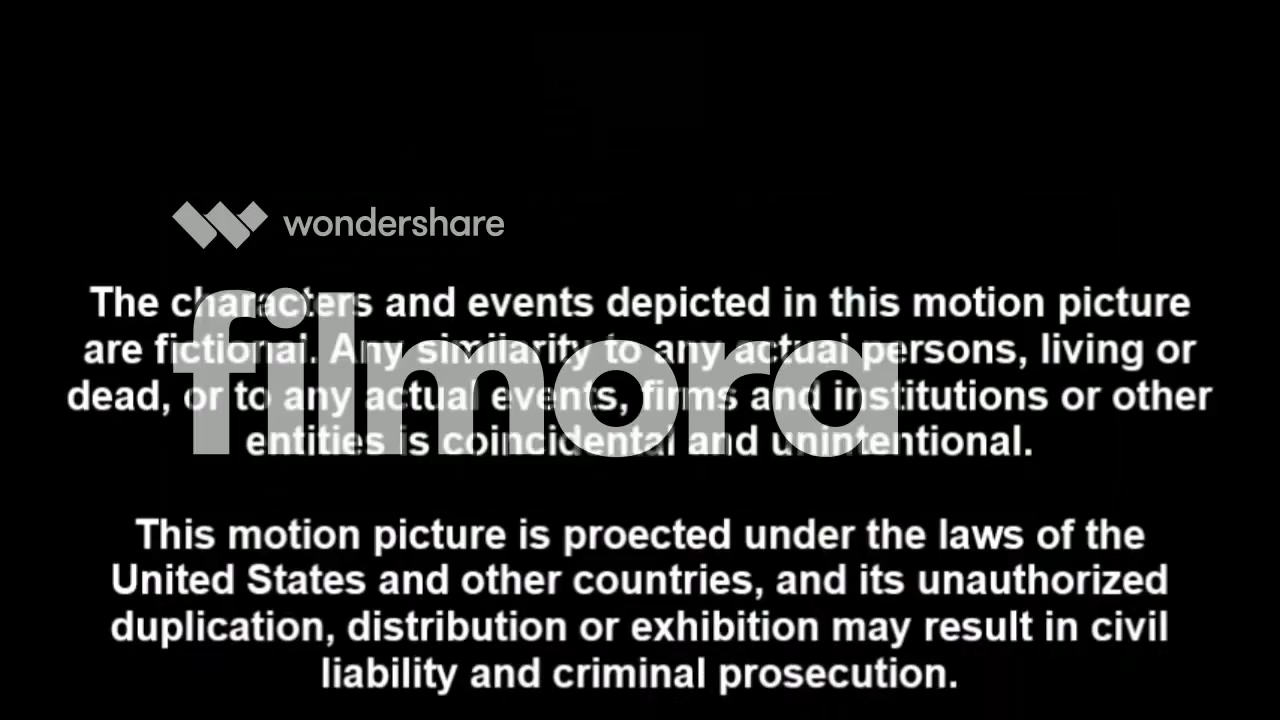 wondershare
filmora
The characters and events depicted in this motion picture
are fictional. Any similarity to any actual persons, living or
dead, or to any actual events, firms and institutions or other
entities is coincidental and unintentional.
This motion picture is proected under the laws of the
United States and other countries, and its unauthorized
duplication, distribution or exhibition may result in civil
liability and criminal prosecution.